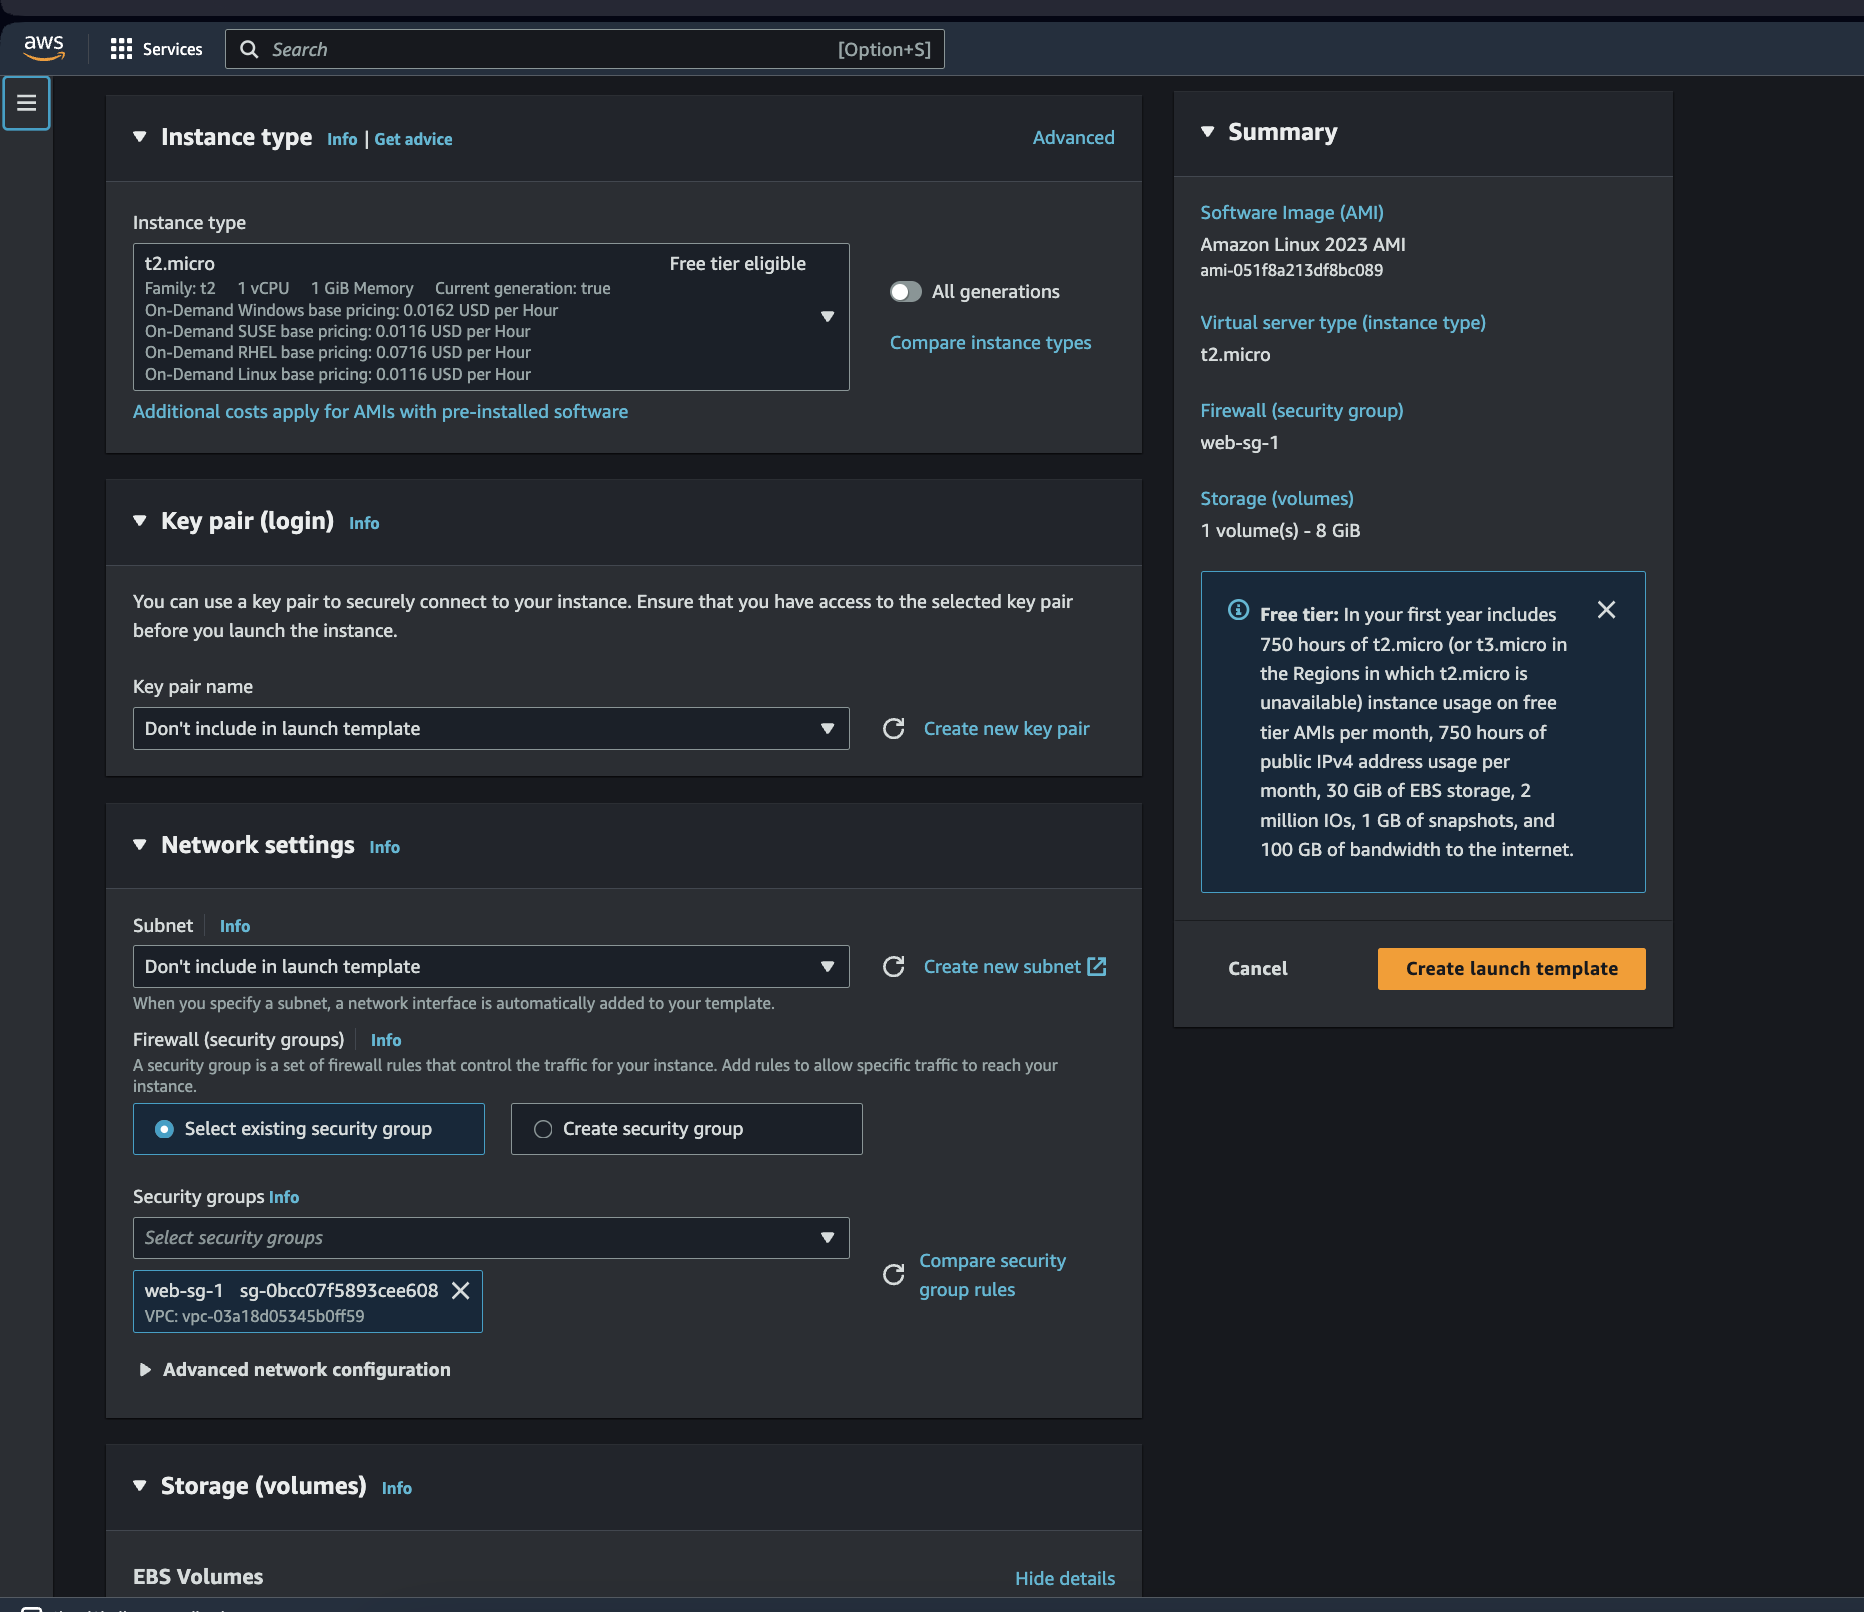 aws
Services
Search
[Option+S]
Instance type Info | Get advice
Advanced
Instance type
t2.micro
Free tier eligible
Family: t2 1 vCPU 1 GiB Memory Current generation: true
On-Demand Windows base pricing: 0.0162 USD per Hour
On-Demand SUSE base pricing: 0.0116 USD per Hour
On-Demand RHEL base pricing: 0.0716 USD per Hour
On-Demand Linux base pricing: 0.0116 USD per Hour
All generations
Compare instance types
Additional costs apply for AMIs with pre-installed software
Key pair (login) Info
You can use a key pair to securely connect to your instance. Ensure that you have access to the selected key pair
before you launch the instance.
Key pair name
Don't include in launch template
Create new key pair
Network settings Info
Subnet Info
Don't include in launch template
Create new subnet
When you specify a subnet, a network interface is automatically added to your template.
Firewall (security groups) Info
A security group is a set of firewall rules that control the traffic for your instance. Add rules to allow specific traffic to reach your
instance.
Select existing security group
Create security group
Security groups Info
Select security groups
web-sg-1 sg-0bcc07f5893cee608
VPC: vpc-03a18d05345b0ff59
Compare security
group rules
Advanced network configuration
Storage (volumes) Info
EBS Volumes
Hide details
Summary
Software Image (AMI)
Amazon Linux 2023 AMI
ami-051f8a213df8bc089
Virtual server type (instance type)
t2.micro
Firewall (security group)
web-sg-1
Storage (volumes)
1 volume(s) - 8 GiB
Free tier: In your first year includes
750 hours of t2.micro (or t3.micro in
the Regions in which t2.micro is
unavailable) instance usage on free
tier AMIs per month, 750 hours of
public IPv4 address usage per
month, 30 GiB of EBS storage, 2
million IOs, 1 GB of snapshots, and
100 GB of bandwidth to the internet.
Cancel
Create launch template